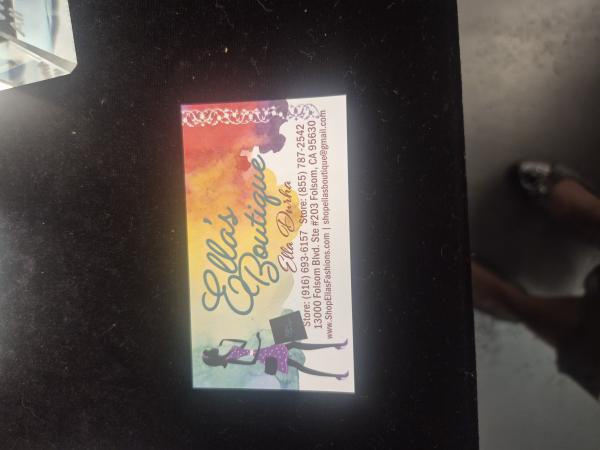 Ella's
Boutique
Ella Durha
Store: (916) 693-6157 Store: (855) 787-2542
13000 Folsom Blvd. Ste #203 Folsom, CA 95630
www.ShopEllasFashions.com | shopellasboutique@gmail.com